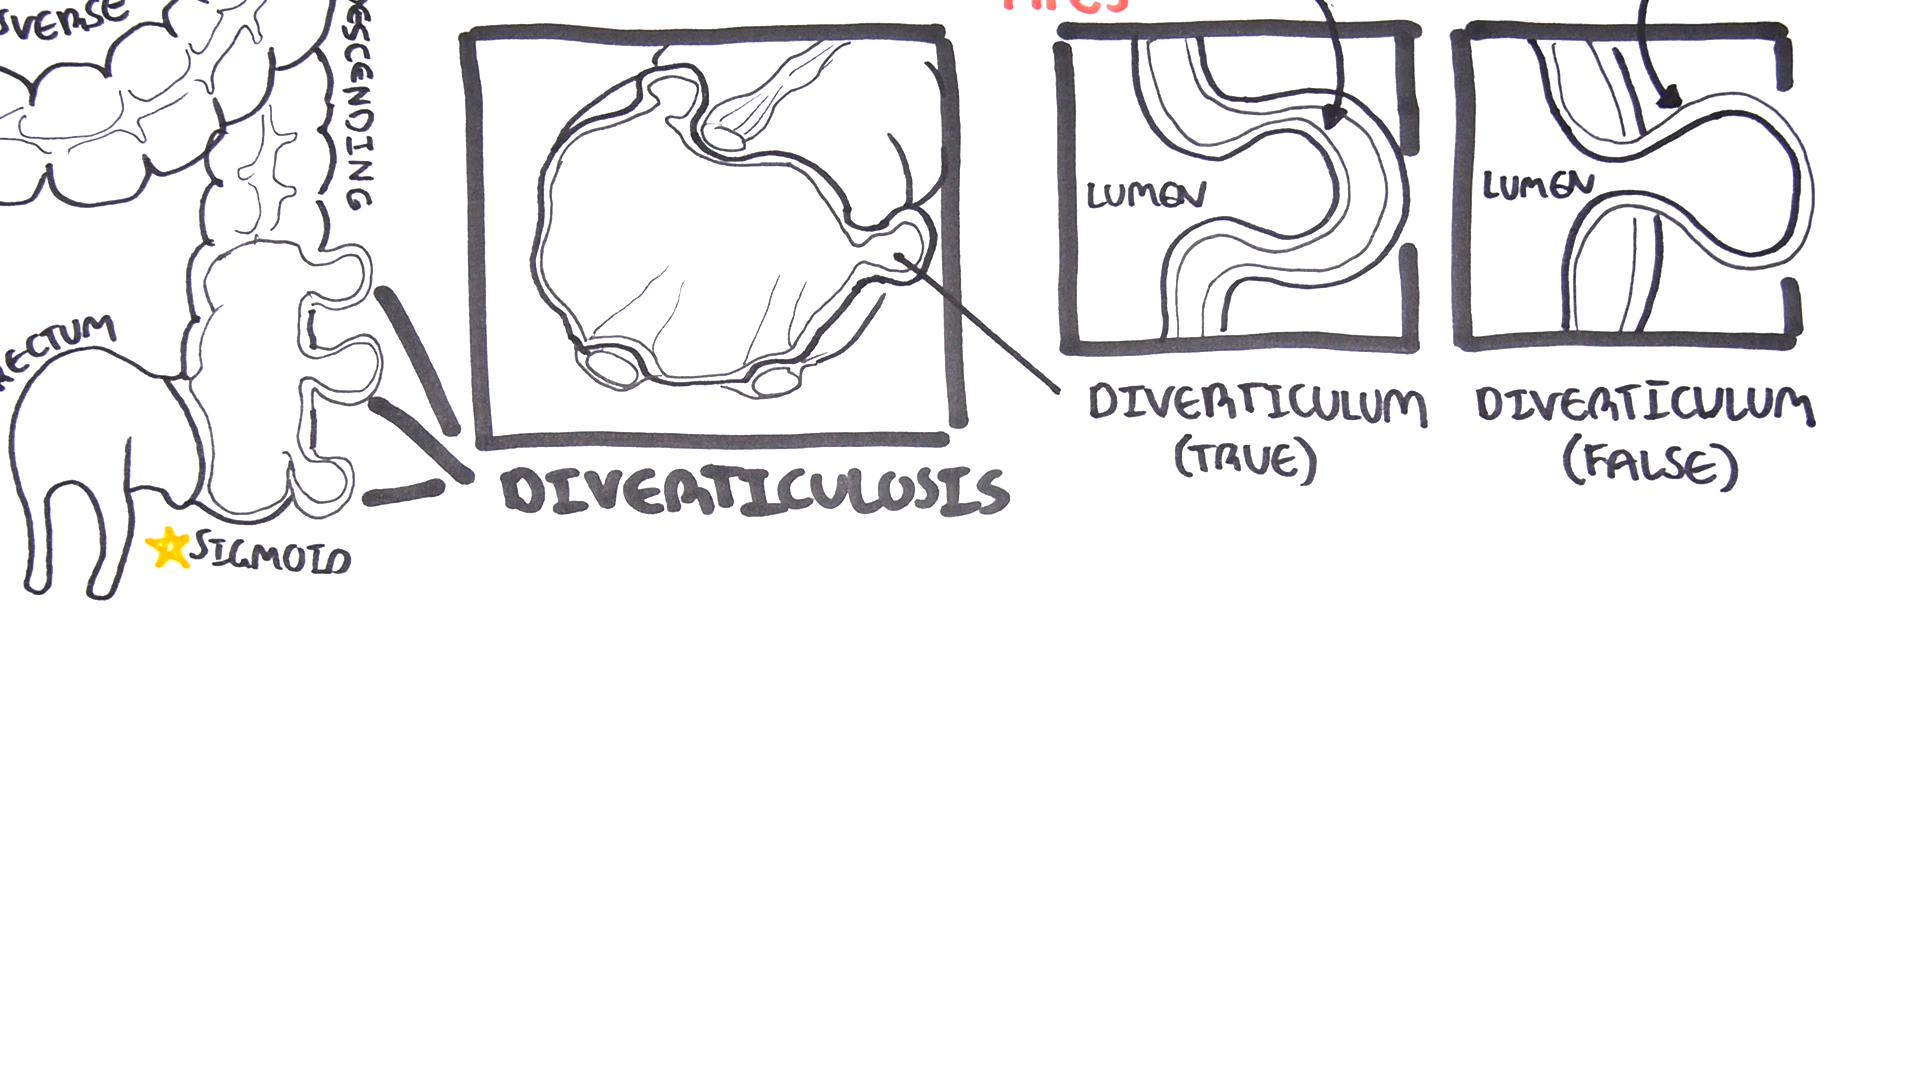 DESCENDING
LUMEN
LUMEN
RECTUM
DIVERTICULUM
(TRUE)
DIVERTICULUM
(FALSE)
DIVERTICULOSIS
SIGMOID